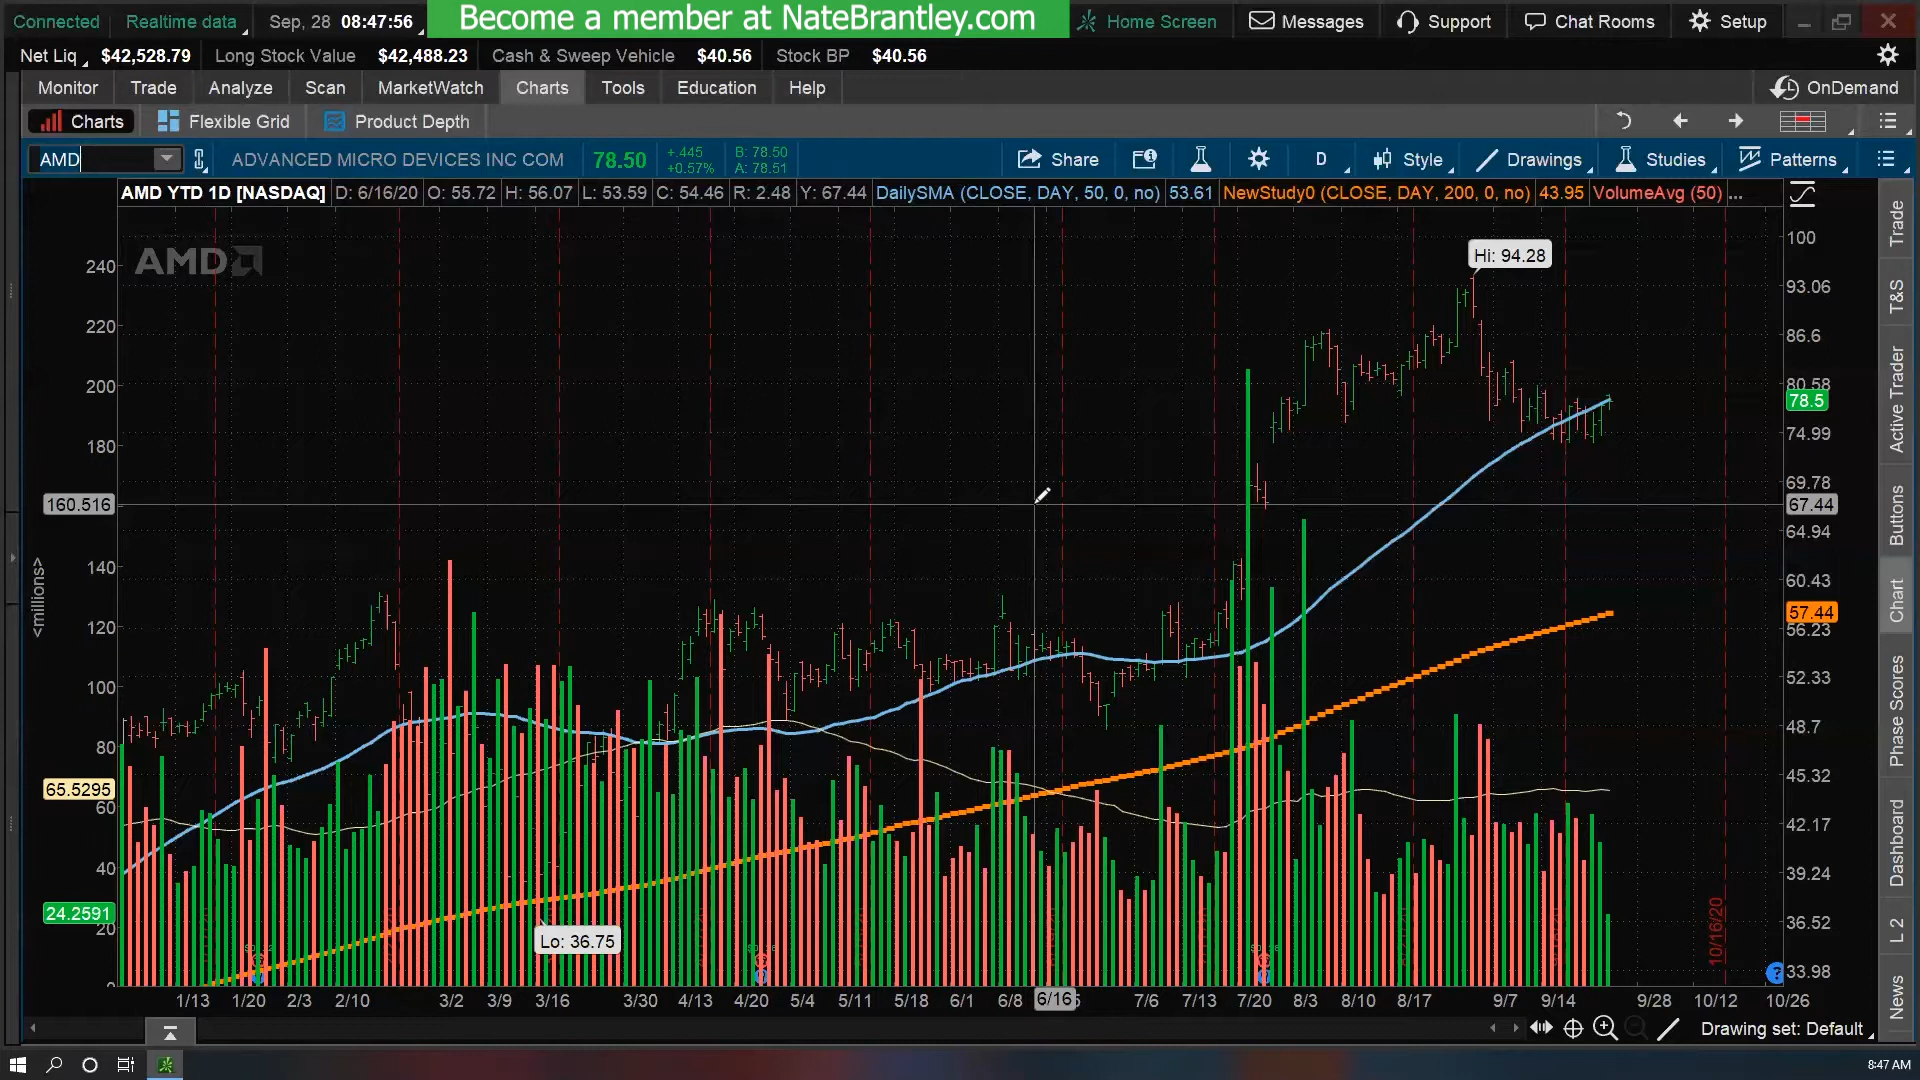 Connected Realtime data Sep, 28 08:47:56 Become a member at NateBrantley.com Home Screen Messages Support Chat Rooms Setup
Net Liq $42,528.79 Long Stock Value $42,488.23 Cash & Sweep Vehicle $40.56 Stock BP $40.56
Monitor Trade Analyze Scan MarketWatch Charts Tools Education Help OnDemand
Charts Flexible Grid Product Depth
AMD ADVANCED MICRO DEVICES INC COM 78.50 +.445 +0.57% B: 78.50 A: 78.51 Share D Style Drawings Studies Patterns
AMD YTD 1D [NASDAQ] D: 6/16/20 O: 55.72 H: 56.07 L: 53.59 C: 54.46 R: 2.48 Y: 67.44 DailySMA (CLOSE, DAY, 50, 0, no) 53.61 NewStudy0 (CLOSE, DAY, 200, 0, no) 43.95 VolumeAvg (50) ...
AMD
Hi: 94.28
Lo: 36.75
240
220
200
180
160.516
140
120
100
80
65.5295
60
40
24.2591
20
0
<millions>
100
93.06
86.6
80.58
78.5
74.99
69.78
67.44
64.94
60.43
57.44
56.23
52.33
48.7
45.32
42.17
39.24
36.52
33.98
10/16/20
?
1/13 1/20 2/3 2/10 3/2 3/9 3/16 3/30 4/13 4/20 5/4 5/11 5/18 6/1 6/8 6/16 7/6 7/13 7/20 8/3 8/10 8/17 9/7 9/14 9/28 10/12 10/26
Trade
T&S
Active Trader
Buttons
Chart
Phase Scores
Dashboard
L 2
News
Drawing set: Default
8:47 AM